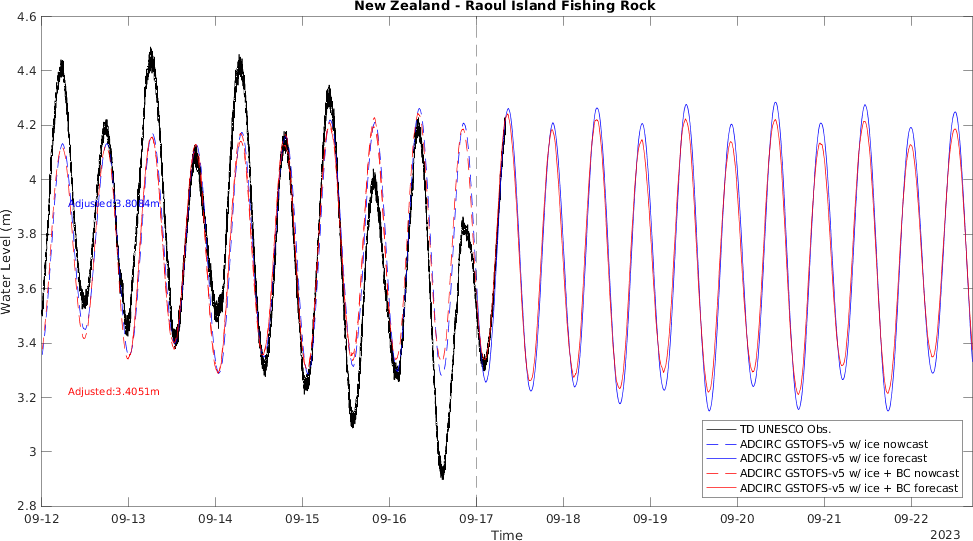 New Zealand - Raoul Island Fishing Rock
4.6
4.4
4.2
4
3.8
3.6
3.4
3.2
3
2.8
Water Level (m)
Adjusted:3.8084m
Adjusted:3.4051m
TD UNESCO Obs.
ADCIRC GSTOFS-v5 w/ ice nowcast
ADCIRC GSTOFS-v5 w/ ice forecast
ADCIRC GSTOFS-v5 w/ ice + BC nowcast
ADCIRC GSTOFS-v5 w/ ice + BC forecast
09-12 09-13 09-14 09-15 09-16 09-17 09-18 09-19 09-20 09-21 09-22
Time
2023